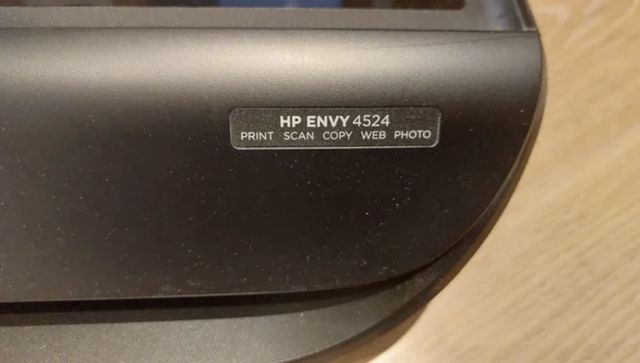 HP ENVY 4524
PRINT SCAN COPY WEB PHOTO